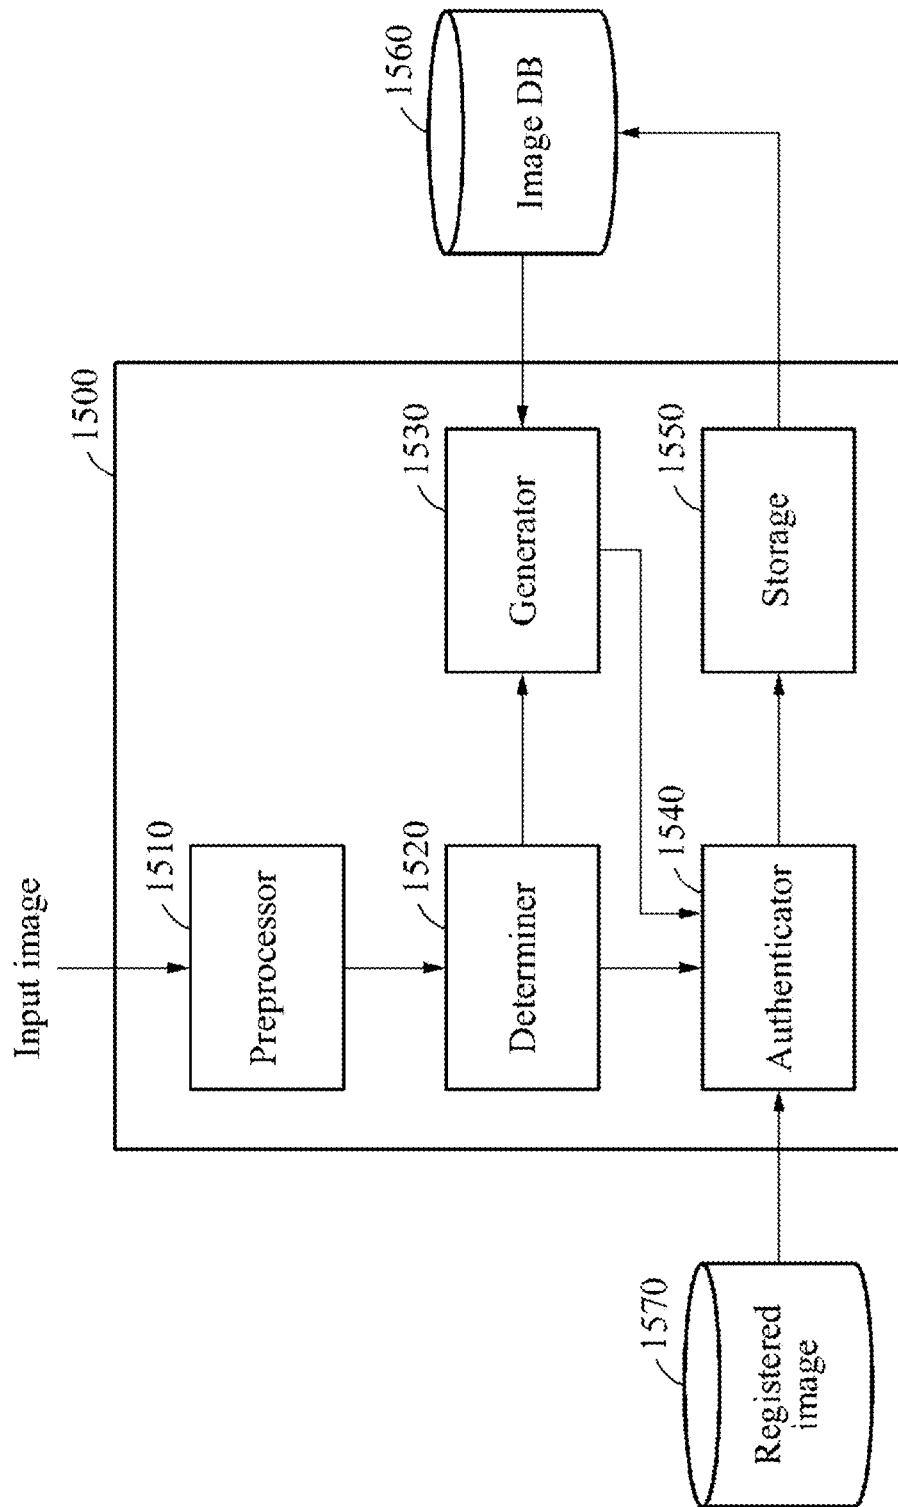 Input image
1500
1510
Preprocessor
1520
Determiner
1530
Generator
1560
Image DB
1570
Registered
image
1540
Authenticator
1550
Storage